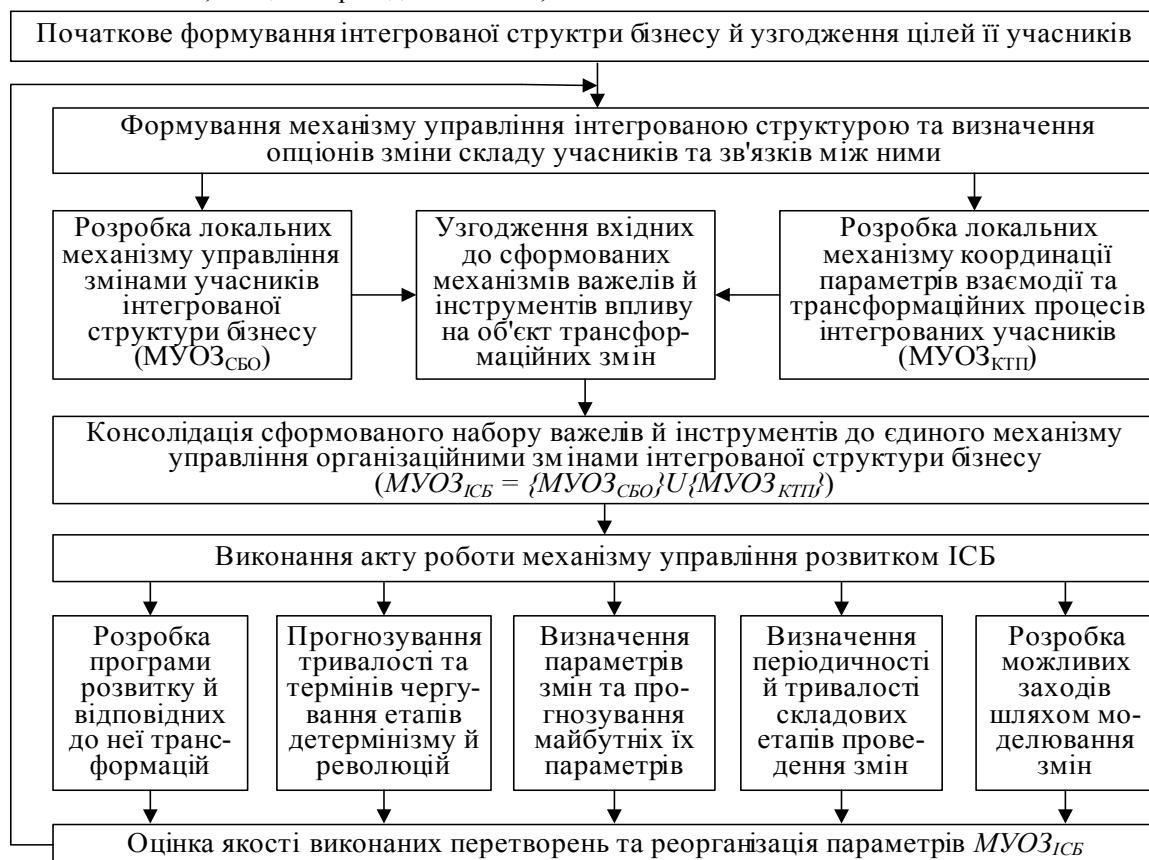 Початкове формування інтегрованої структри бізнесу й узгодження цілей її учасників
Формування механізму управління інтегрованою структурою та визначення
опціонів зміни складу учасників та зв'язків між ними
Розробка локальних
механізму управління
змінами учасників
інтегрованої
структури бізнесу
(МУОЗСБО)
Узгодження вхідних
до сформованих
механізмів важелів й
інструментів впливу
на об'єкт трансфор-
маційних змін
Розробка локальних
механізму координації
параметрів взаємодії та
трансформаційних процесів
інтегрованих учасників
(МУОЗКТП)
Консолідація сформованого набору важелів й інструментів до єдиного механізму
управління організаційними змінами інтегрованої структури бізнесу
(МУОЗІСБ = {МУОЗСБО}U{МУОЗКТП})
Виконання акту роботи механізму управління розвитком ІСБ
Розробка
програми
розвитку й
відповідних
до неї транс-
формацій
Прогнозування
тривалості та
термінів чергу-
вання етапів
детермінізму й
революцій
Визначення
параметрів
змін та про-
гнозування
майбутніх їх
параметрів
Визначення
періодичності
й тривалості
складових
етапів прове-
дення змін
Розробка
можливих
заходів
шляхом мо-
делювання
змін
Оцінка якості виконаних перетворень та реорганізація параметрів МУОЗІСБ